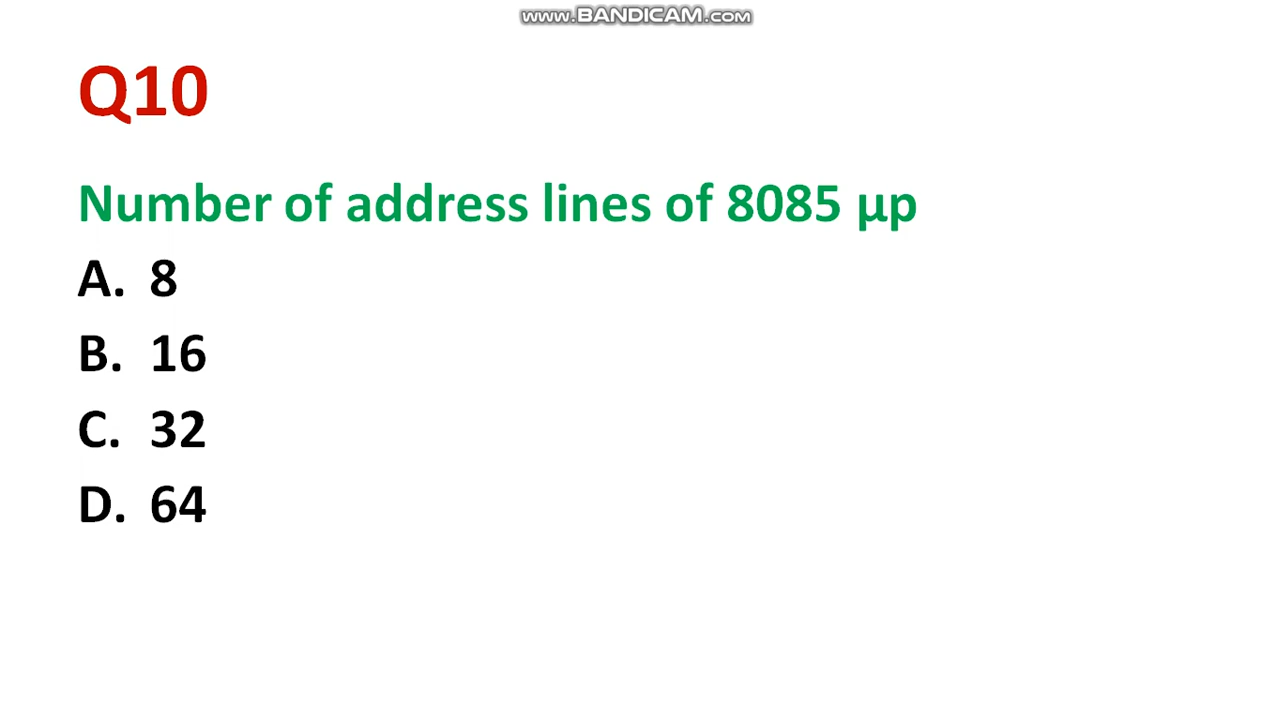 www.BANDICAM.com
Q10
Number of address lines of 8085 μp
A. 8
B. 16
C. 32
D. 64